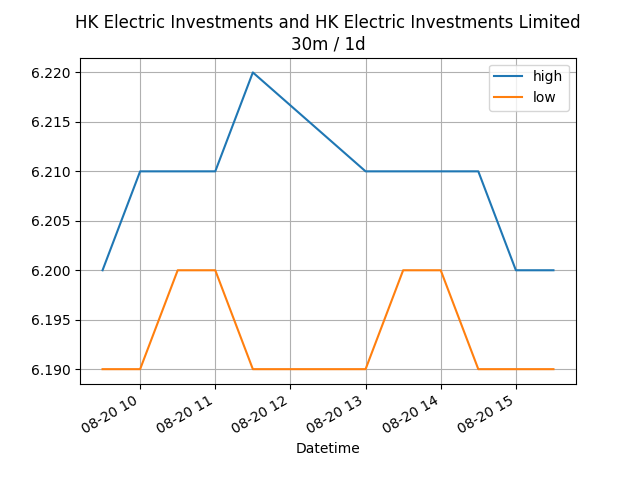 HK Electric Investments and HK Electric Investments Limited
30m / 1d
high
low
6.220
6.215
6.210
6.205
6.200
6.195
6.190
08-20 10
08-20 11
08-20 12
08-20 13
08-20 14
08-20 15
Datetime